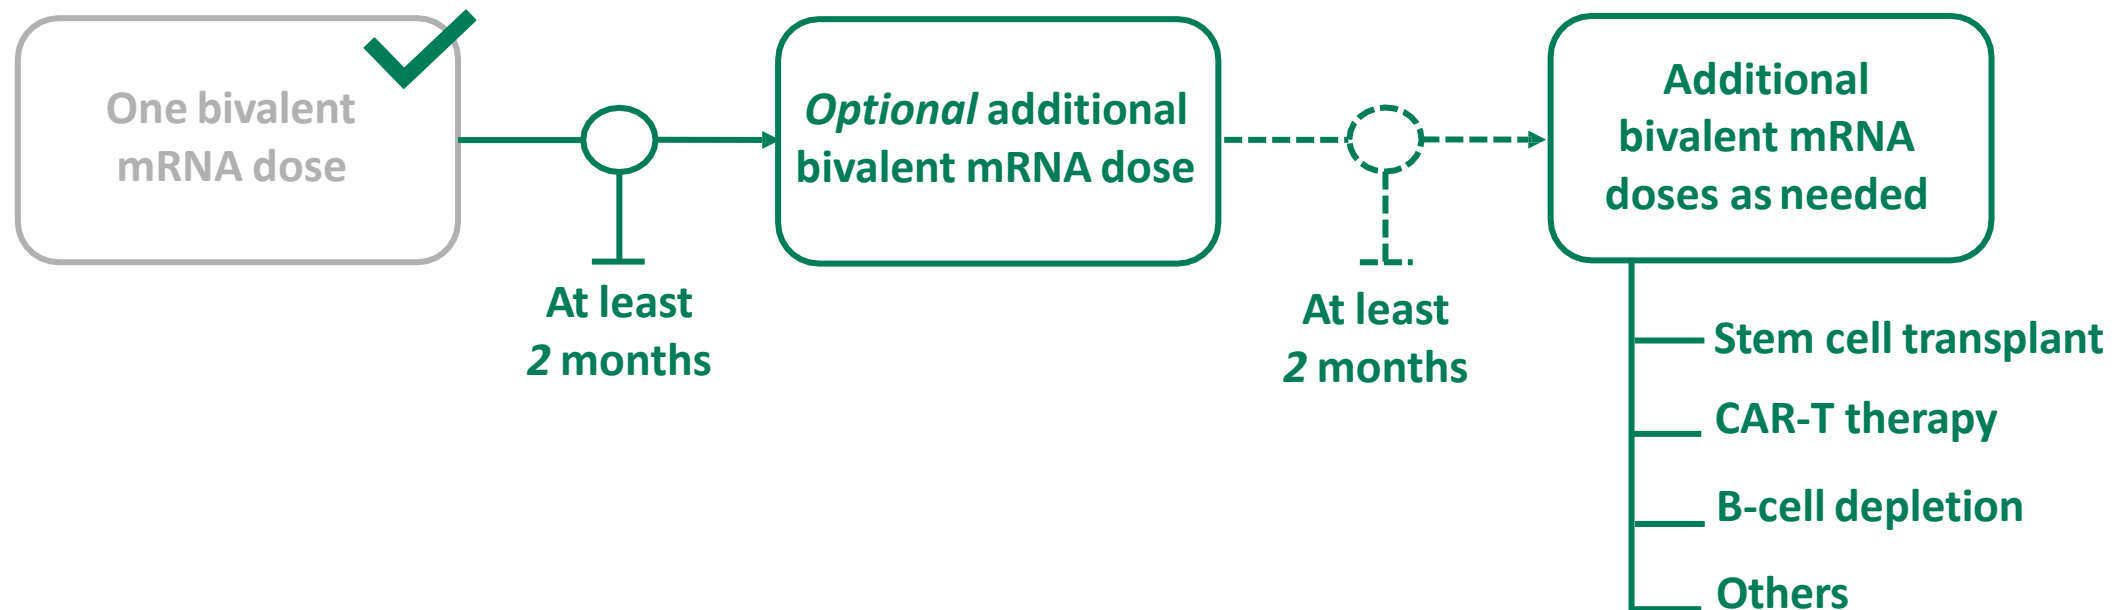 One bivalent
mRNA dose
At least
2 months
Optional additional
bivalent mRNA dose
At least
2 months
Additional
bivalent mRNA
doses as needed
Stem cell transplant
CAR-T therapy
B-cell depletion
Others